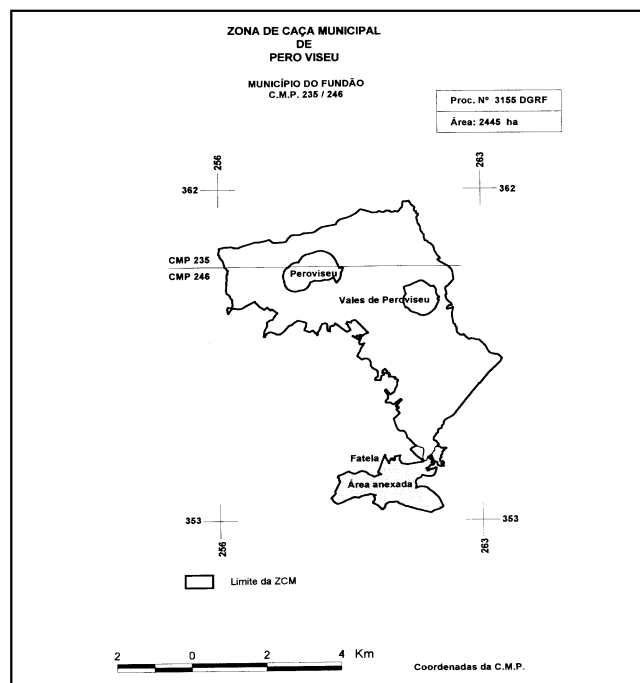 ZONA DE CAÇA MUNICIPAL
DE
PERO VISEU
MUNICÍPIO DO FUNDÃO
C.M.P. 235 / 246
Proc. Nº 3155 DGRF
Área: 2445 ha
256
263
362
362
CMP 235
CMP 246
Peroviseu
Vales de Peroviseu
Fatela
Área anexada
353
353
256
263
Limite da ZCM
2 0 2 4 Km
Coordenadas da C.M.P.